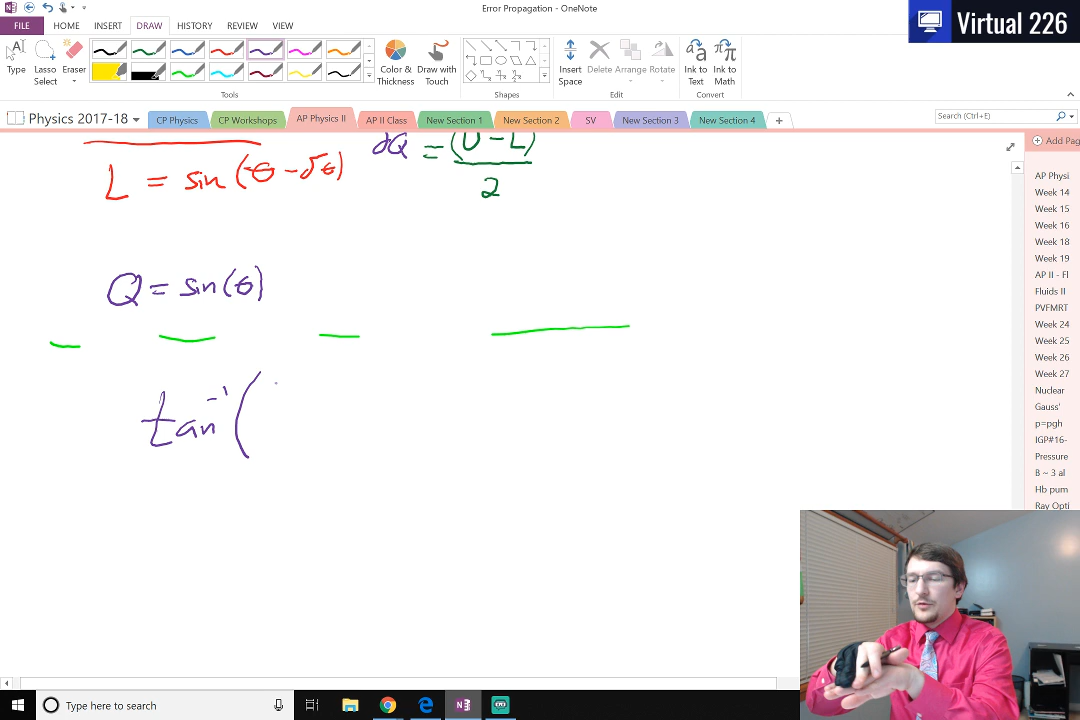 Error Propagation - OneNote
Virtual 226
FILE HOME INSERT DRAW HISTORY REVIEW VIEW
Type
Lasso Select
Eraser
Color & Thickness
Draw with Touch
Insert Space
Delete
Arrange
Rotate
Ink to Text
Ink to Math
Tools
Shapes
Edit
Convert
Physics 2017-18
CP Physics
CP Workshops
AP Physics II
AP II Class
New Section 1
New Section 2
SV
New Section 3
New Section 4
Search (Ctrl+E)
Add Pag
AP Physi
Week 14
Week 15
Week 16
Week 18
Week 19
AP II - Fl
Fluids II
PVFMRT
Week 24
Week 25
Week 26
Week 27
Nuclear
Gauss'
p=pgh
IGP#16-
Pressure
B ~ 3 al
Hb pum
Ray Opti
L = sin(θ - δθ)
dQ = (U - L)
2
Q = sin(θ)
tan⁻¹(
Type here to search